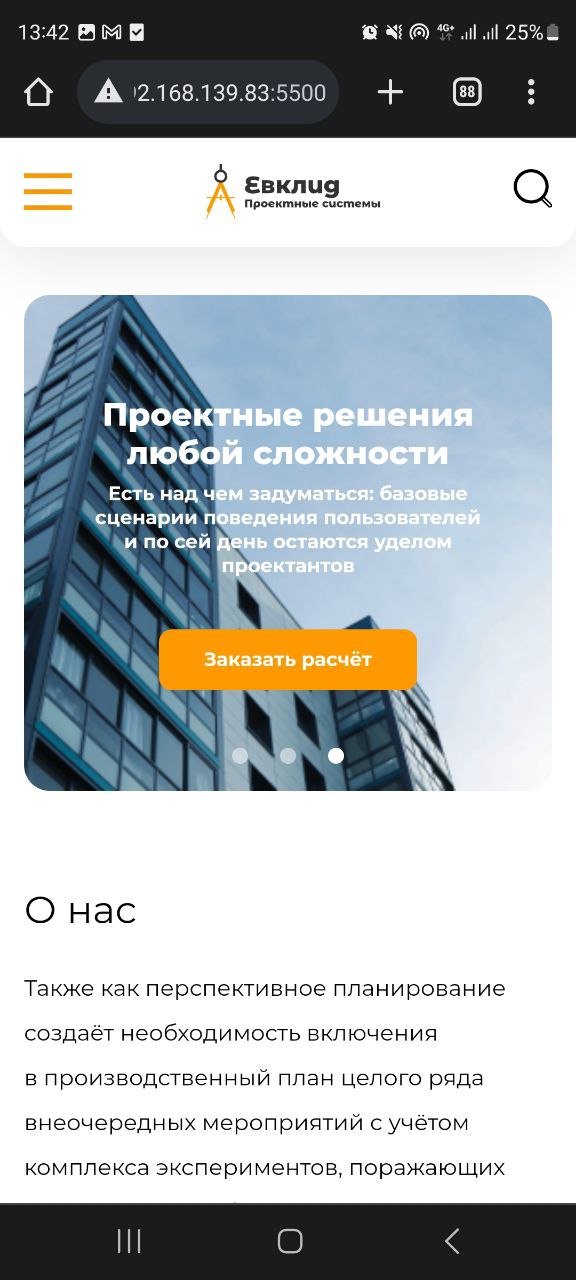 13:42
4G+
25%
2.168.139.83:5500
88
Евклид
Проектные системы
Проектные решения
любой сложности
Есть над чем задуматься: базовые
сценарии поведения пользователей
и по сей день остаются уделом
проектантов
Заказать расчёт
О нас
Также как перспективное планирование
создаёт необходимость включения
в производственный план целого ряда
внеочередных мероприятий с учётом
комплекса экспериментов, поражающих